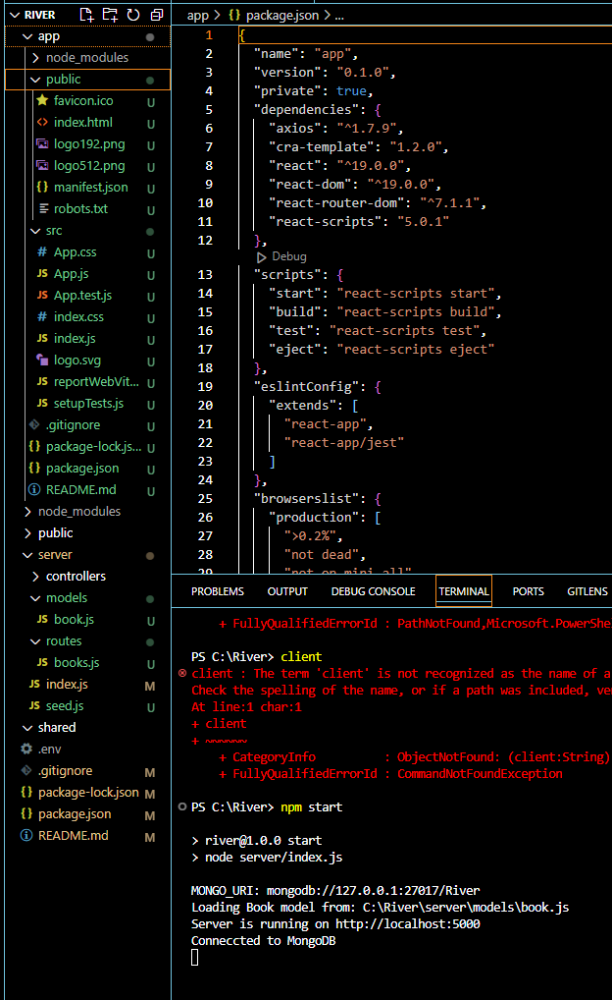 RIVER
app
node_modules
public
favicon.ico U
index.html U
logo192.png U
logo512.png U
manifest.json U
robots.txt U
src
App.css U
App.js U
App.test.js U
index.css U
index.js U
logo.svg U
reportWebVit... U
setupTests.js U
.gitignore U
package-lock.js... U
package.json U
README.md U
node_modules
public
server
controllers
models
book.js U
routes
books.js U
index.js M
seed.js U
shared
.env
.gitignore M
package-lock.json M
package.json M
README.md M
app > {} package.json > ...
1 {
2 "name": "app",
3 "version": "0.1.0",
4 "private": true,
5 "dependencies": {
6 "axios": "^1.7.9",
7 "cra-template": "1.2.0",
8 "react": "^19.0.0",
9 "react-dom": "^19.0.0",
10 "react-router-dom": "^7.1.1",
11 "react-scripts": "5.0.1"
12 },
Debug
13 "scripts": {
14 "start": "react-scripts start",
15 "build": "react-scripts build",
16 "test": "react-scripts test",
17 "eject": "react-scripts eject"
18 },
19 "eslintConfig": {
20 "extends": [
21 "react-app",
22 "react-app/jest"
23 ]
24 },
25 "browserslist": {
26 "production": [
27 ">0.2%",
28 "not dead",
29 "not op_mini all"
PROBLEMS OUTPUT DEBUG CONSOLE TERMINAL PORTS GITLENS
+ FullyQualifiedErrorId : PathNotFound,Microsoft.PowerShe
PS C:\River> client
client : The term 'client' is not recognized as the name of a
Check the spelling of the name, or if a path was included, ve
At line:1 char:1
+ client
+ ~~~~~~
+ CategoryInfo : ObjectNotFound: (client:String)
+ FullyQualifiedErrorId : CommandNotFoundException
PS C:\River> npm start
> river@1.0.0 start
> node server/index.js
MONGO_URI: mongodb://127.0.0.1:27017/River
Loading Book model from: C:\River\server\models\book.js
Server is running on http://localhost:5000
Conneccted to MongoDB